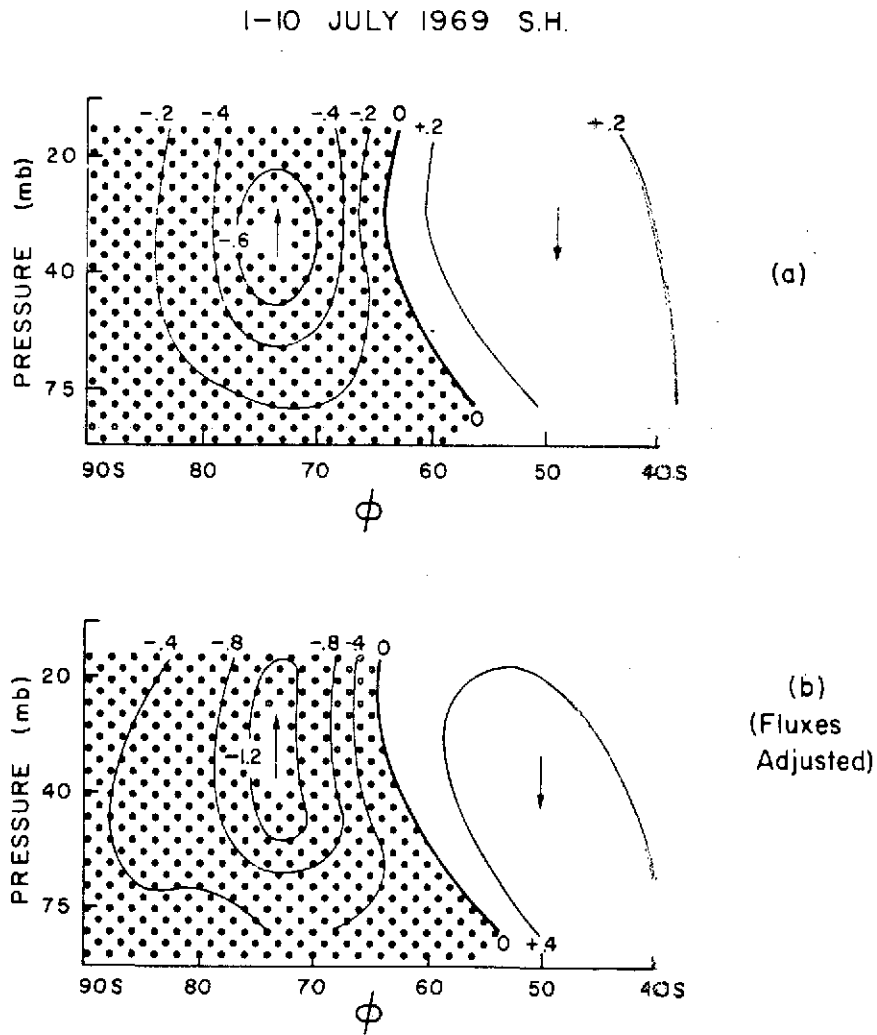 1-10 JULY 1969 S.H.
-.2 -.4 -.4 -.2 0 +.2 +.2
20
-.6
40
75
0
PRESSURE (mb)
90S 80 70 60 50 40S
ϕ
(a)
-.4 -.8 -.8 -.4 0
20
-1.2
40
75
0 +.4
PRESSURE (mb)
90S 80 70 60 50 40S
ϕ
(b)
(Fluxes
Adjusted)